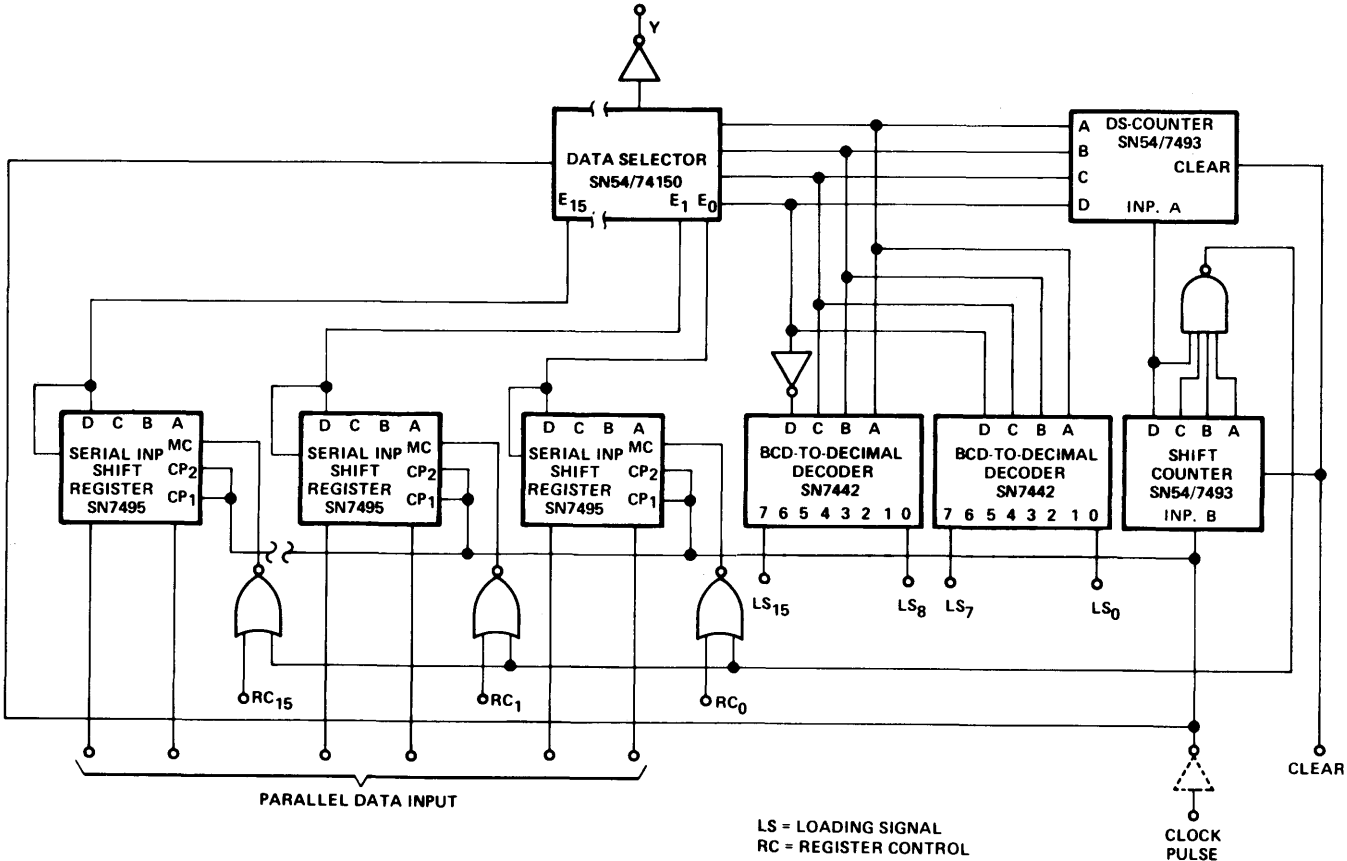 Y
DATA SELECTOR
SN54/74150
E15 E1 E0
A DS-COUNTER
SN54/7493
B
CLEAR
C
D INP. A
D C B A
SERIAL INP MC
SHIFT CP2
REGISTER CP1
SN7495
D C B A
SERIAL INP MC
SHIFT CP2
REGISTER CP1
SN7495
D C B A
SERIAL INP MC
SHIFT CP2
REGISTER CP1
SN7495
D C B A
BCD-TO-DECIMAL
DECODER
SN7442
7 6 5 4 3 2 1 0
D C B A
BCD-TO-DECIMAL
DECODER
SN7442
7 6 5 4 3 2 1 0
D C B A
SHIFT
COUNTER
SN54/7493
INP. B
LS15 LS8 LS7 LS0
RC15 RC1 RC0
PARALLEL DATA INPUT
CLEAR
CLOCK
PULSE
LS = LOADING SIGNAL
RC = REGISTER CONTROL